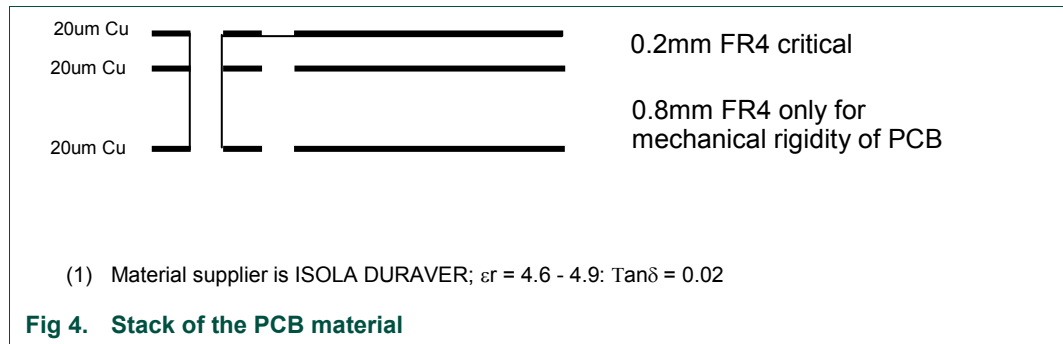 20um Cu
0.2mm FR4 critical
20um Cu
0.8mm FR4 only for
mechanical rigidity of PCB
20um Cu
(1) Material supplier is ISOLA DURAVER; εr = 4.6 - 4.9: Tanδ = 0.02
Fig 4. Stack of the PCB material